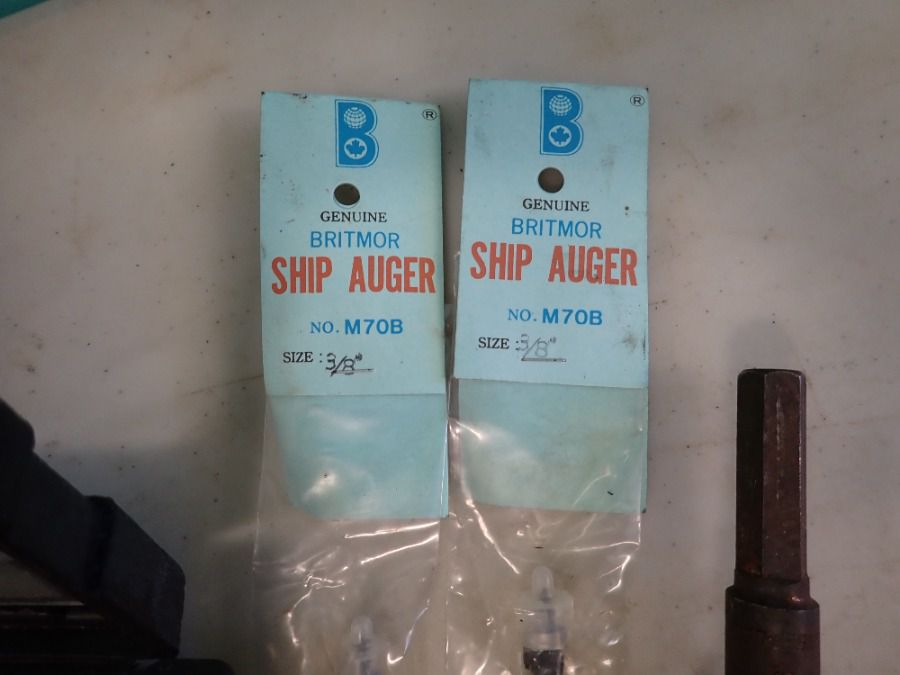 B ®
GENUINE
BRITMOR
SHIP AUGER
NO. M70B
SIZE : 3/8"
B ®
GENUINE
BRITMOR
SHIP AUGER
NO. M70B
SIZE : 3/8"